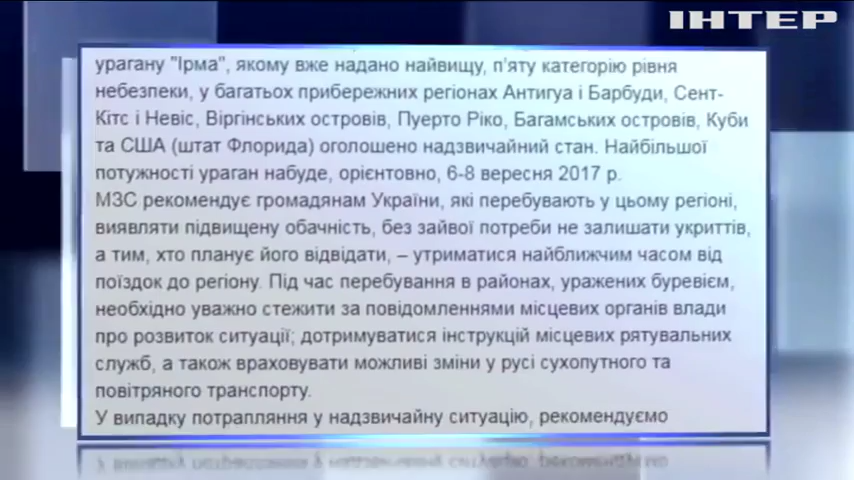 ІНТЕР
урагану "Ірма", якому вже надано найвищу, п'яту категорію рівня
небезпеки, у багатьох прибережних регіонах Антигуа і Барбуди, Сент-
Кітс і Невіс, Віргінських островів, Пуерто Ріко, Багамських островів, Куби
та США (штат Флорида) оголошено надзвичайний стан. Найбільшої
потужності ураган набуде, орієнтовно, 6-8 вересня 2017 р.
МЗС рекомендує громадянам України, які перебувають у цьому регіоні,
виявляти підвищену обачність, без зайвої потреби не залишати укриттів,
а тим, хто планує його відвідати, – утриматися найближчим часом від
поїздок до регіону. Під час перебування в районах, уражених буревієм,
необхідно уважно стежити за повідомленнями місцевих органів влади
про розвиток ситуації; дотримуватися інструкцій місцевих рятувальних
служб, а також враховувати можливі зміни у русі сухопутного та
повітряного транспорту.
У випадку потрапляння у надзвичайну ситуацію, рекомендуємо